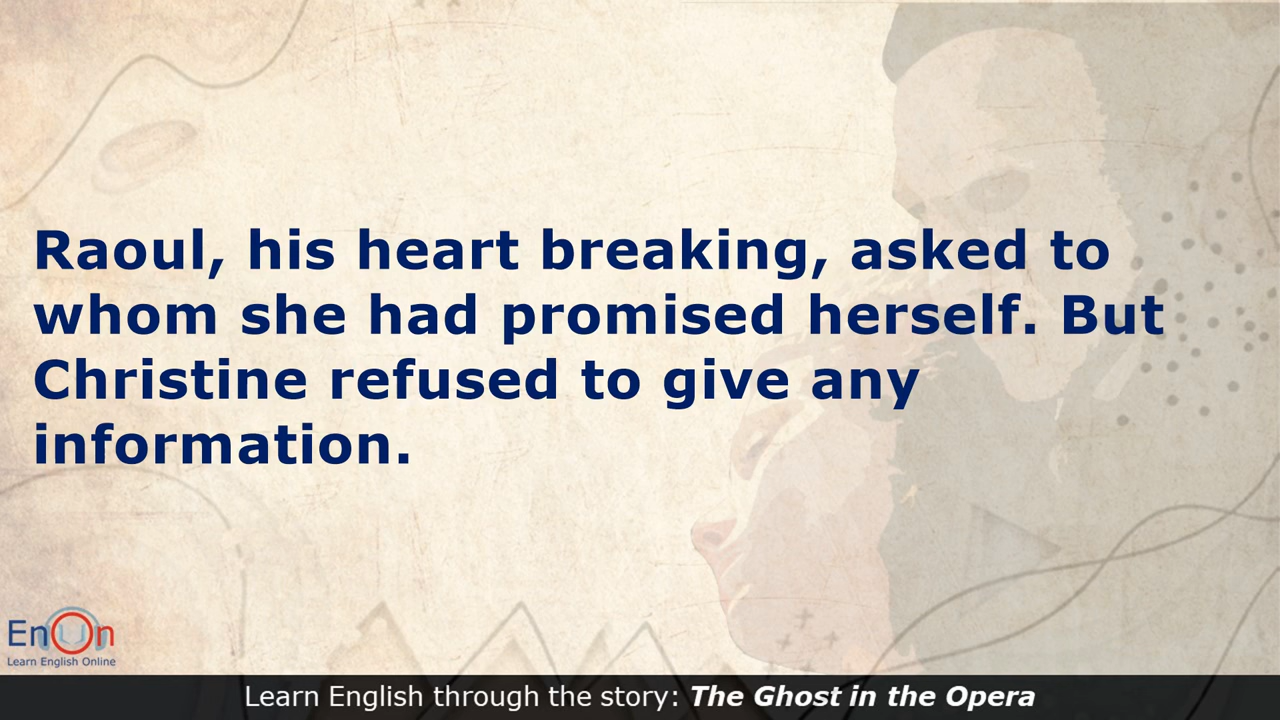 Raoul, his heart breaking, asked to
whom she had promised herself. But
Christine refused to give any
information.
EnOn
Learn English Online
Learn English through the story: The Ghost in the Opera